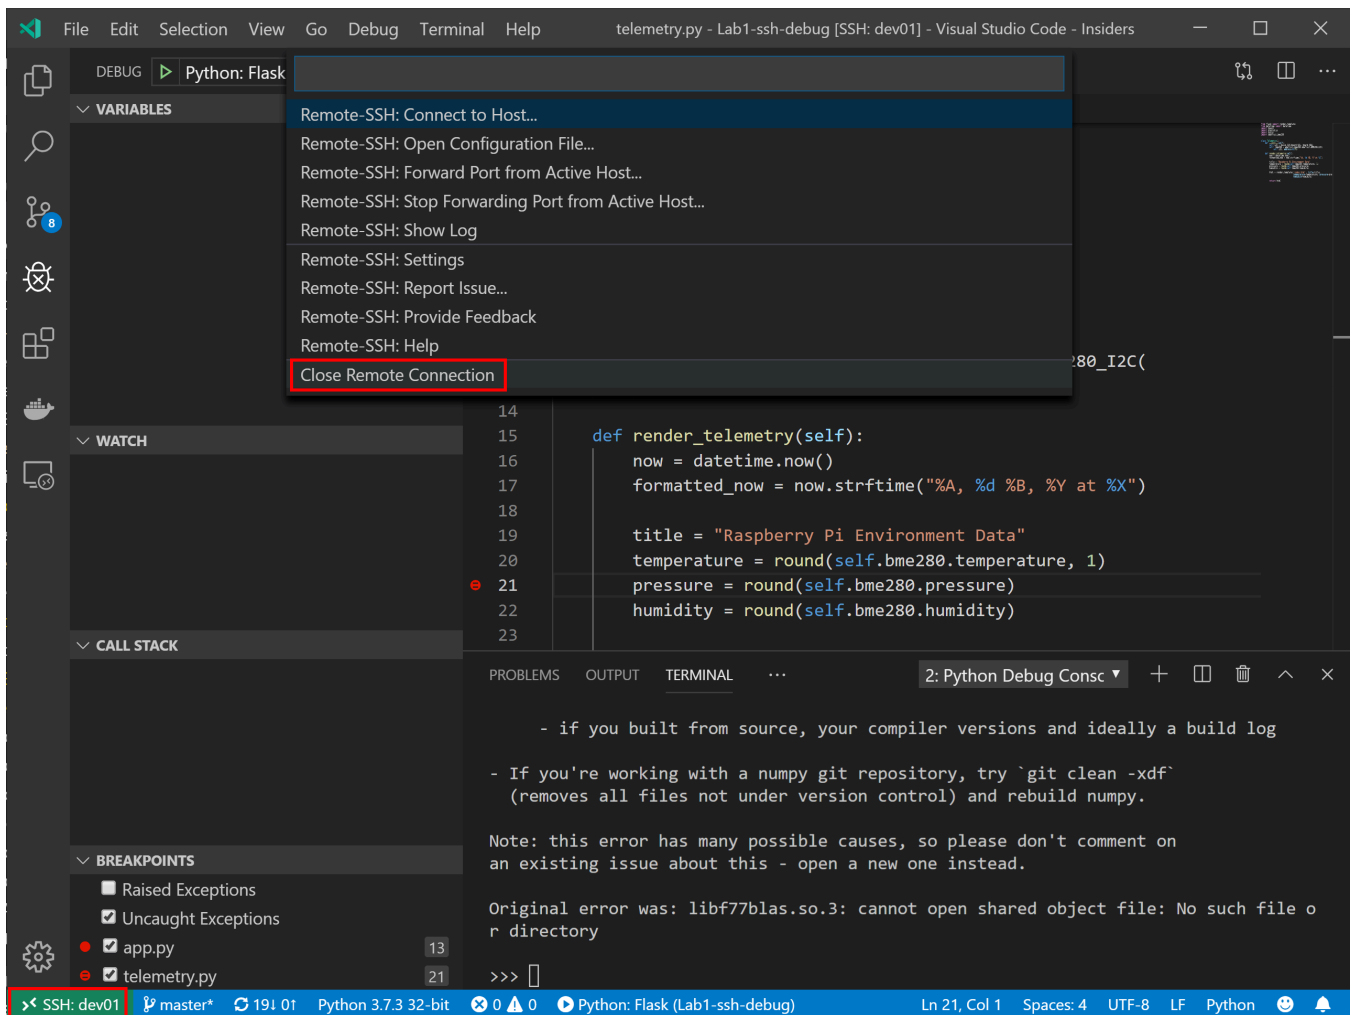 File Edit Selection View Go Debug Terminal Help telemetry.py - Lab1-ssh-debug [SSH: dev01] - Visual Studio Code - Insiders
DEBUG Python: Flask
VARIABLES
Remote-SSH: Connect to Host...
Remote-SSH: Open Configuration File...
Remote-SSH: Forward Port from Active Host...
Remote-SSH: Stop Forwarding Port from Active Host...
Remote-SSH: Show Log
Remote-SSH: Settings
Remote-SSH: Report Issue...
Remote-SSH: Provide Feedback
Remote-SSH: Help
Close Remote Connection
8
280_I2C(
14
15 def render_telemetry(self):
16 now = datetime.now()
17 formatted_now = now.strftime("%A, %d %B, %Y at %X")
18
19 title = "Raspberry Pi Environment Data"
20 temperature = round(self.bme280.temperature, 1)
21 pressure = round(self.bme280.pressure)
22 humidity = round(self.bme280.humidity)
23
WATCH
CALL STACK
BREAKPOINTS
Raised Exceptions
Uncaught Exceptions
app.py 13
telemetry.py 21
PROBLEMS OUTPUT TERMINAL ... 2: Python Debug Consc
- if you built from source, your compiler versions and ideally a build log
- If you're working with a numpy git repository, try `git clean -xdf`
(removes all files not under version control) and rebuild numpy.
Note: this error has many possible causes, so please don't comment on
an existing issue about this - open a new one instead.
Original error was: libf77blas.so.3: cannot open shared object file: No such file o
r directory
>>>
SSH: dev01 master* 19↓ 0↑ Python 3.7.3 32-bit 0 0 Python: Flask (Lab1-ssh-debug) Ln 21, Col 1 Spaces: 4 UTF-8 LF Python